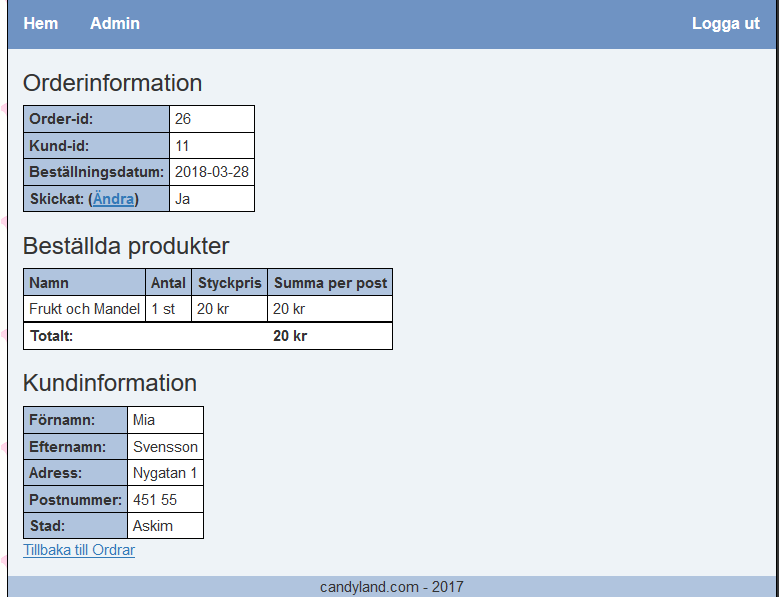 Hem Admin Logga ut
Orderinformation
Order-id: 26
Kund-id: 11
Beställningsdatum: 2018-03-28
Skickat: (Ändra) Ja
Beställda produkter
Namn Antal Styckpris Summa per post
Frukt och Mandel 1 st 20 kr 20 kr
Totalt: 20 kr
Kundinformation
Förnamn: Mia
Efternamn: Svensson
Adress: Nygatan 1
Postnummer: 451 55
Stad: Askim
Tillbaka till Ordrar
candyland.com - 2017